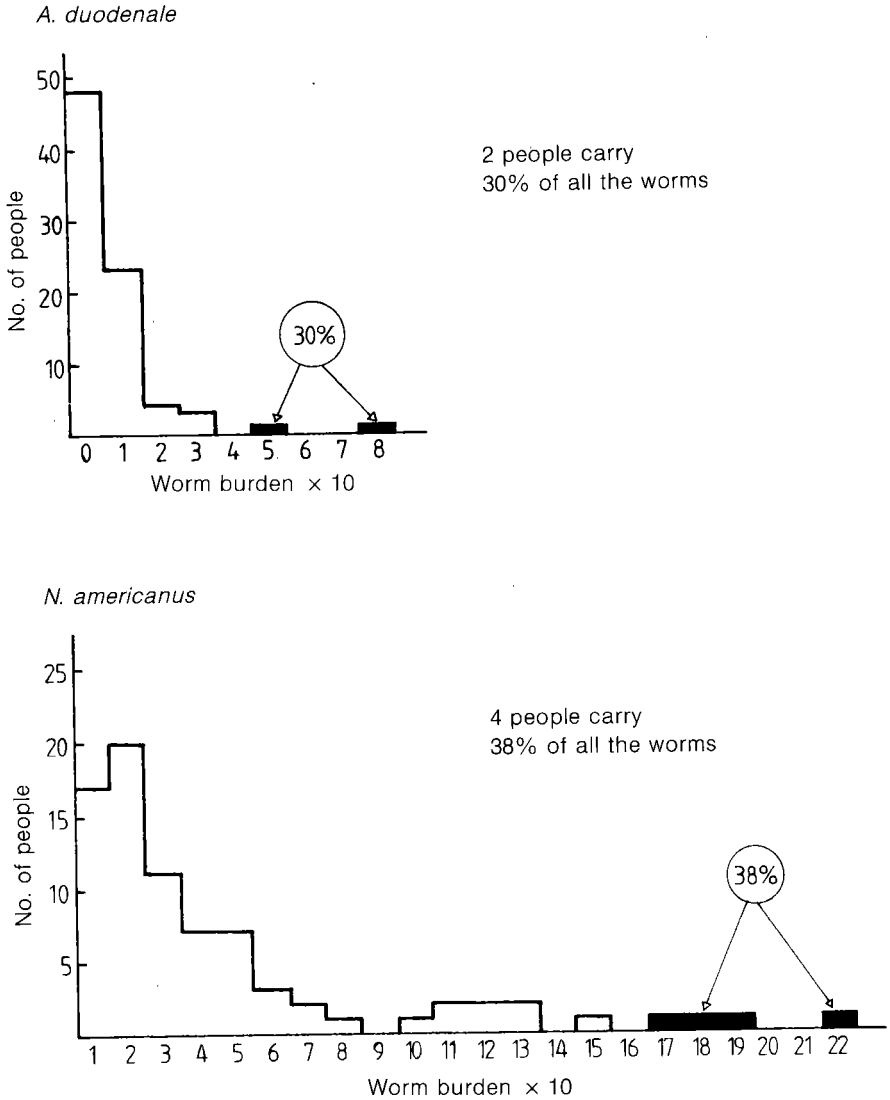 A. duodenale
50
40
30
20
10
No. of people
2 people carry
30% of all the worms
30%
0 1 2 3 4 5 6 7 8
Worm burden × 10
N. americanus
25
20
15
10
5
No. of people
4 people carry
38% of all the worms
38%
1 2 3 4 5 6 7 8 9 10 11 12 13 14 15 16 17 18 19 20 21 22
Worm burden × 10